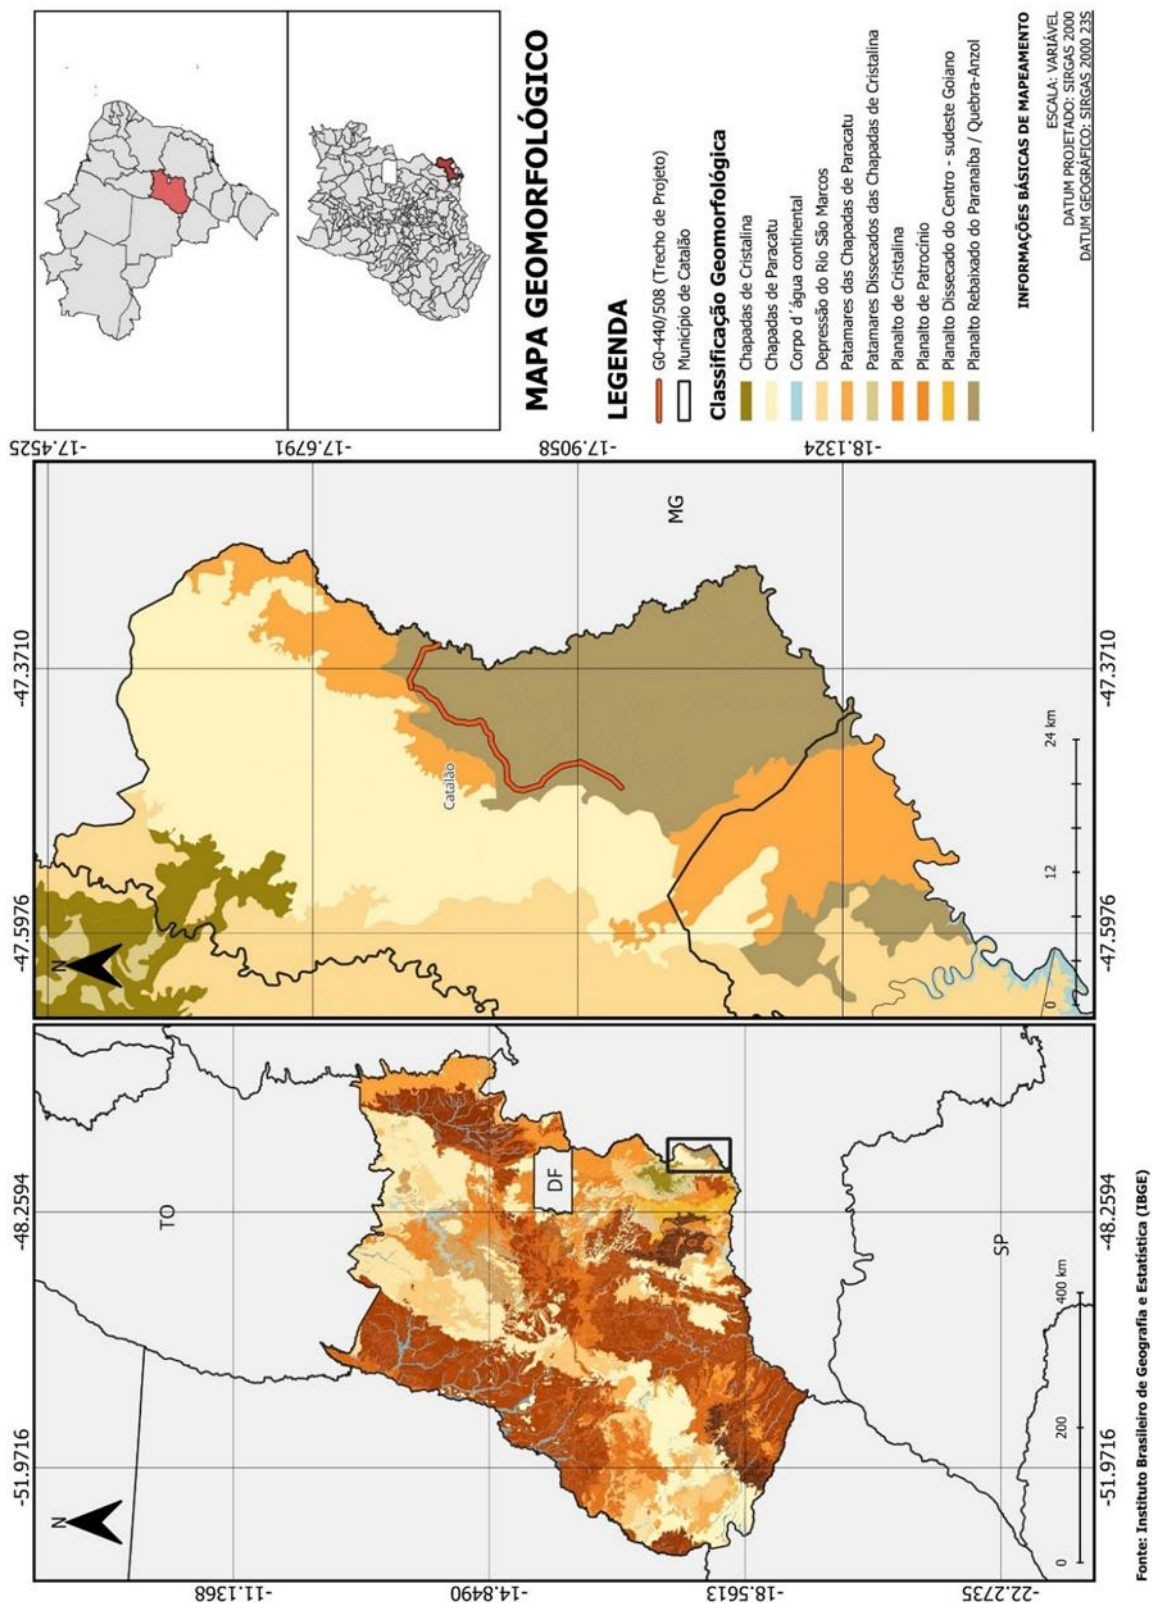 MAPA GEOMORFOLÓGICO
LEGENDA
GO-440/508 (Trecho de Projeto)
Município de Catalão
Classificação Geomorfológica
Chapadas de Cristalina
Chapadas de Paracatu
Corpo d´água continental
Depressão do Rio São Marcos
Patamares das Chapadas de Paracatu
Patamares Dissecados das Chapadas de Cristalina
Planalto de Cristalina
Planalto de Patrocínio
Planalto Dissecado do Centro - sudeste Goiano
Planalto Rebaixado do Paranaíba / Quebra-Anzol
INFORMAÇÕES BÁSICAS DE MAPEAMENTO
ESCALA: VARIÁVEL
DATUM PROJETADO: SIRGAS 2000
DATUM GEOGRÁFICO: SIRGAS 2000 23S
-47.5976
-47.3710
-17.4525
-17.6791
-17.9058
-18.1324
N
Catalão
MG
0
12
24 km
-47.5976
-47.3710
-51.9716
-48.2594
N
TO
DF
SP
-11.1368
-14.8490
-18.5613
-22.2735
0
200
400 km
-51.9716
-48.2594
Fonte: Instituto Brasileiro de Geografia e Estatística (IBGE)